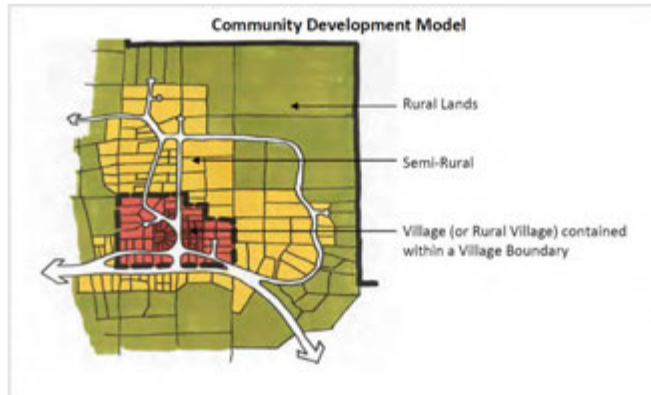 Community Development Model
Rural Lands
Semi-Rural
Village (or Rural Village) contained
within a Village Boundary